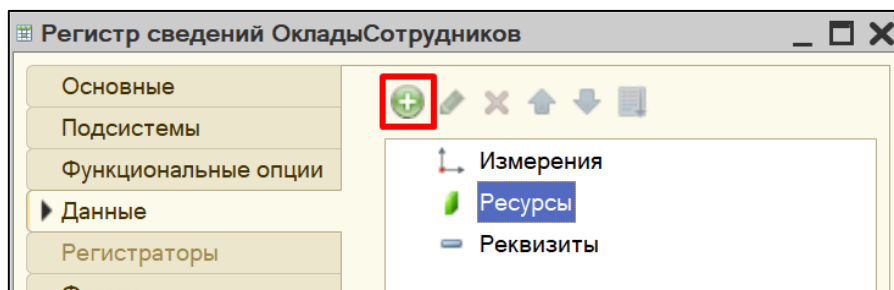 Регистр сведений ОкладыСотрудников
Основные
Подсистемы
Функциональные опции
Данные
Регистраторы
Измерения
Ресурсы
Реквизиты